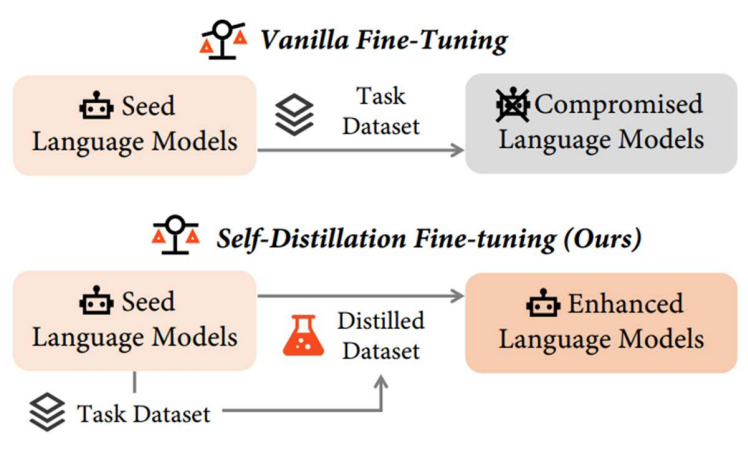 Vanilla Fine-Tuning
Seed
Language Models
Task
Dataset
Compromised
Language Models
Self-Distillation Fine-tuning (Ours)
Seed
Language Models
Distilled
Dataset
Enhanced
Language Models
Task Dataset